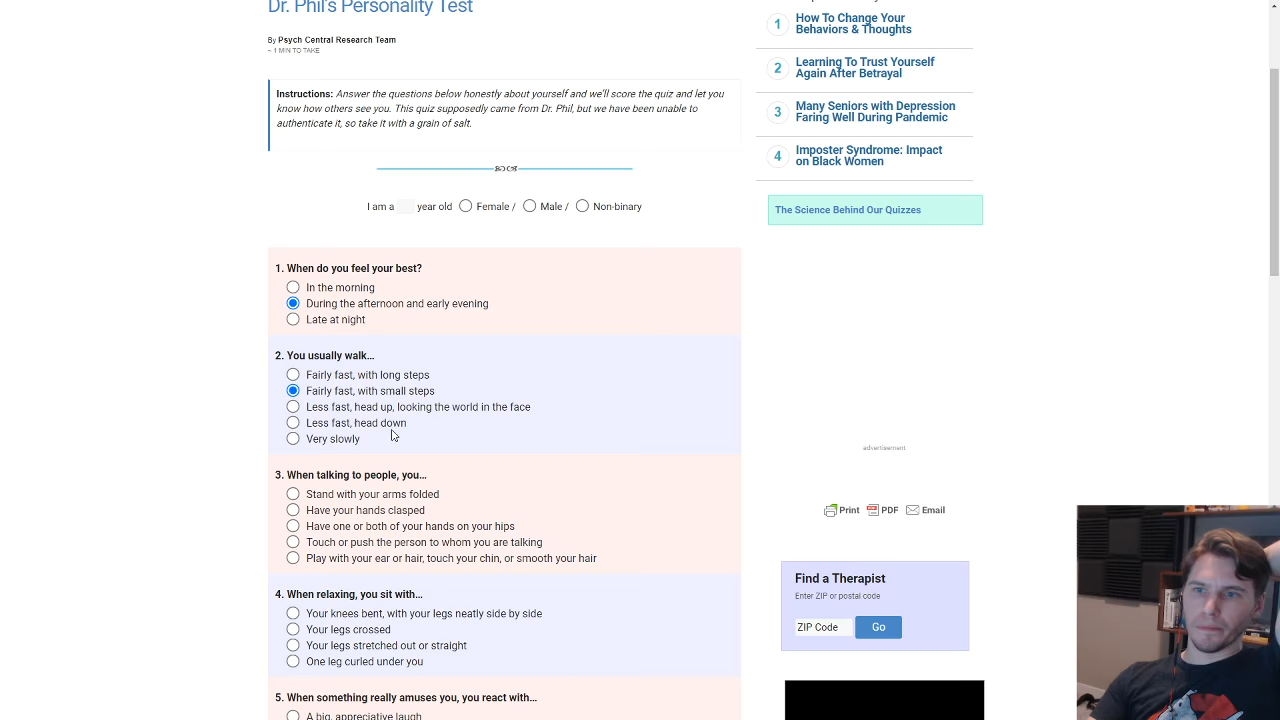 Dr. Phil's Personality Test
By Psych Central Research Team
~ 1 MIN TO TAKE
Instructions: Answer the questions below honestly about yourself and we'll score the quiz and let you
know how others see you. This quiz supposedly came from Dr. Phil, but we have been unable to
authenticate it, so take it with a grain of salt.
I am a year old Female / Male / Non-binary
1. When do you feel your best?
In the morning
During the afternoon and early evening
Late at night
2. You usually walk…
Fairly fast, with long steps
Fairly fast, with small steps
Less fast, head up, looking the world in the face
Less fast, head down
Very slowly
3. When talking to people, you…
Stand with your arms folded
Have your hands clasped
Have one or both of your hands on your hips
Touch or push the person to whom you are talking
Play with your ear or hair, touch your chin, or smooth your hair
4. When relaxing, you sit with…
Your knees bent, with your legs neatly side by side
Your legs crossed
Your legs stretched out or straight
One leg curled under you
5. When something really amuses you, you react with…
A big, appreciative laugh
1 How To Change Your
Behaviors & Thoughts
2 Learning To Trust Yourself
Again After Betrayal
3 Many Seniors with Depression
Faring Well During Pandemic
4 Imposter Syndrome: Impact
on Black Women
The Science Behind Our Quizzes
advertisement
Print PDF Email
Find a Therapist
Enter ZIP or postal code
ZIP Code Go